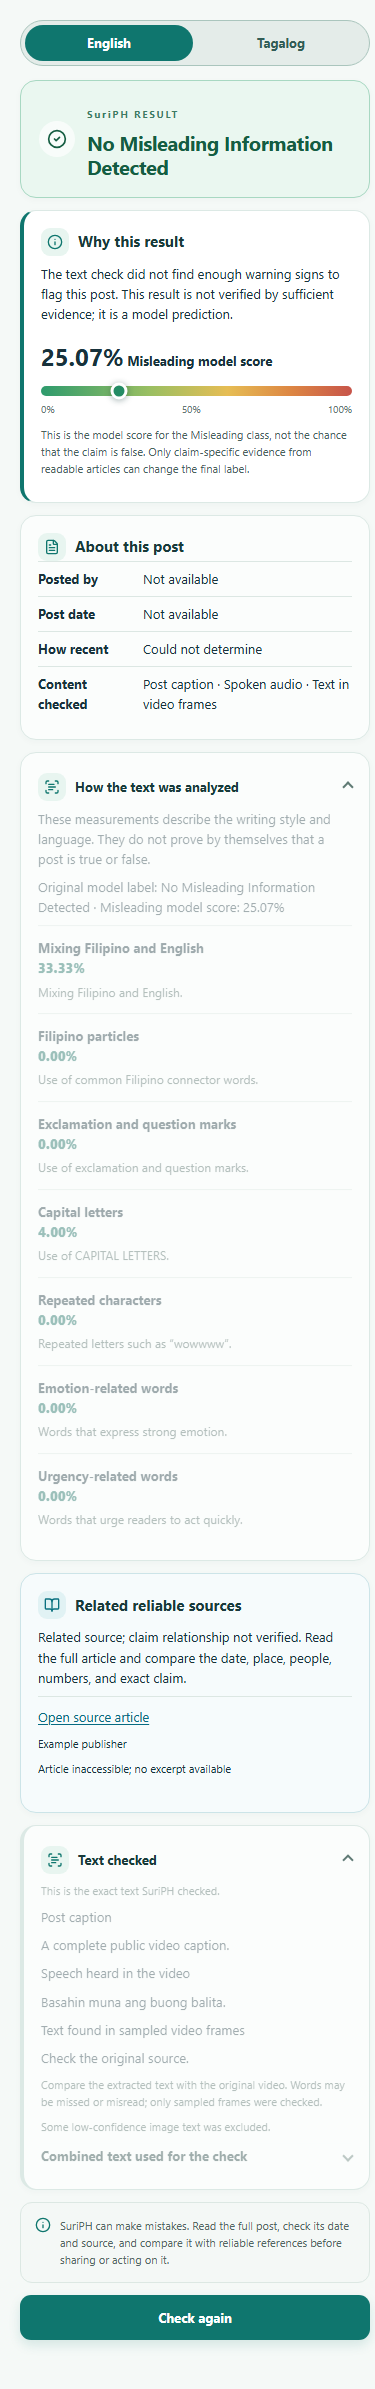 English
Tagalog
SuriPH RESULT
No Misleading Information
Detected
Why this result
The text check did not find enough warning signs to
flag this post. This result is not verified by sufficient
evidence; it is a model prediction.
25.07% Misleading model score
0%
50%
100%
This is the model score for the Misleading class, not the chance
that the claim is false. Only claim-specific evidence from
readable articles can change the final label.
About this post
Posted by
Not available
Post date
Not available
How recent
Could not determine
Content
checked
Post caption · Spoken audio · Text in
video frames
How the text was analyzed
These measurements describe the writing style and
language. They do not prove by themselves that a
post is true or false.
Original model label: No Misleading Information
Detected · Misleading model score: 25.07%
Mixing Filipino and English
33.33%
Mixing Filipino and English.
Filipino particles
0.00%
Use of common Filipino connector words.
Exclamation and question marks
0.00%
Use of exclamation and question marks.
Capital letters
4.00%
Use of CAPITAL LETTERS.
Repeated characters
0.00%
Repeated letters such as "wowwww".
Emotion-related words
0.00%
Words that express strong emotion.
Urgency-related words
0.00%
Words that urge readers to act quickly.
Related reliable sources
Related source; claim relationship not verified. Read
the full article and compare the date, place, people,
numbers, and exact claim.
Open source article
Example publisher
Article inaccessible; no excerpt available
Text checked
This is the exact text SuriPH checked.
Post caption
A complete public video caption.
Speech heard in the video
Basahin muna ang buong balita.
Text found in sampled video frames
Check the original source.
Compare the extracted text with the original video. Words may
be missed or misread; only sampled frames were checked.
Some low-confidence image text was excluded.
Combined text used for the check
SuriPH can make mistakes. Read the full post, check its date
and source, and compare it with reliable references before
sharing or acting on it.
Check again